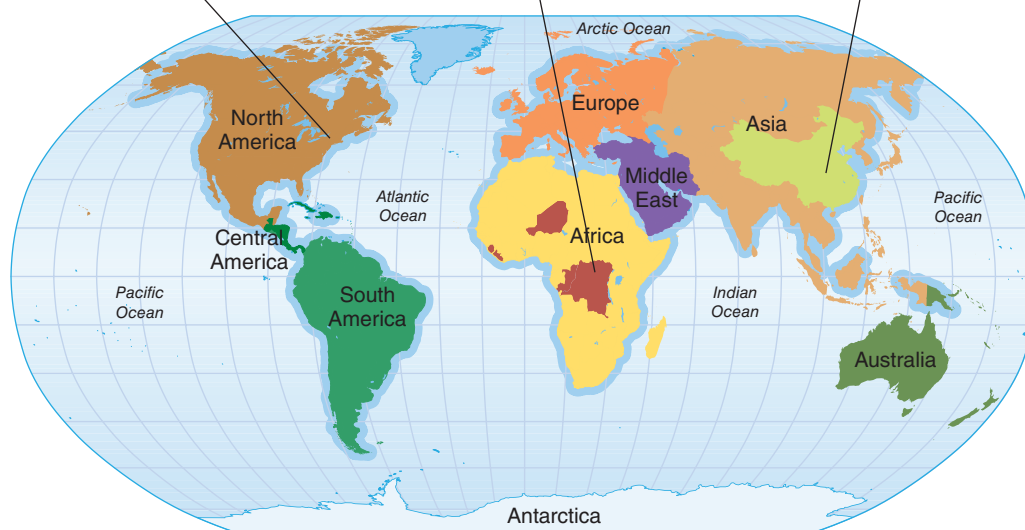 Arctic Ocean
Europe
North
America
Asia
Middle
East
Atlantic
Ocean
Pacific
Ocean
Africa
Central
America
South
America
Pacific
Ocean
Indian
Ocean
Australia
Antarctica